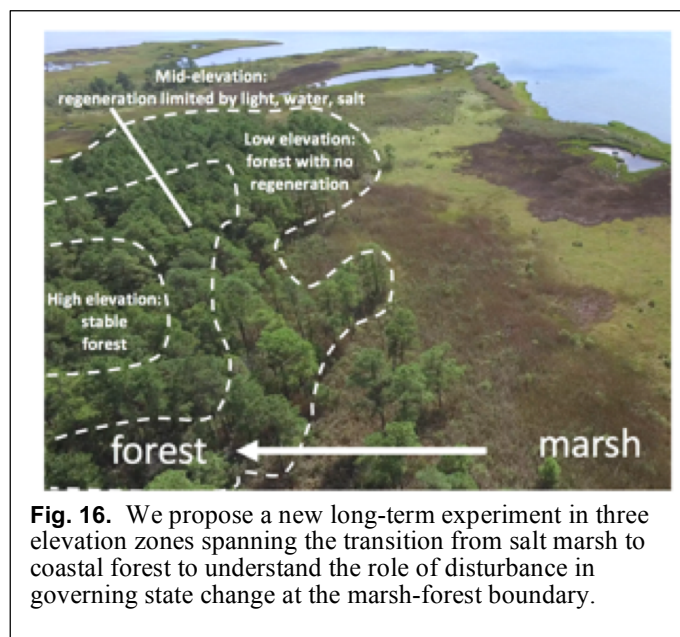 Mid-elevation:
regeneration limited by light, water, salt
Low elevation:
forest with no
regeneration
High elevation:
stable
forest
forest
marsh
Fig. 16. We propose a new long-term experiment in three
elevation zones spanning the transition from salt marsh to
coastal forest to understand the role of disturbance in
governing state change at the marsh-forest boundary.